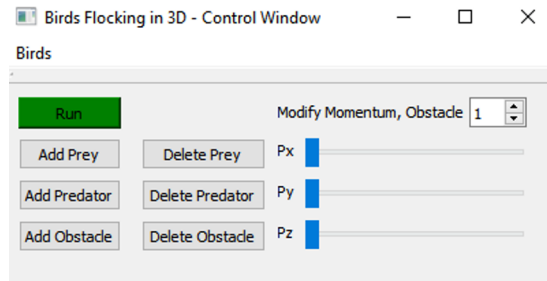 Birds Flocking in 3D - Control Window
Birds
Run
Modify Momentum, Obstacle 1
Add Prey
Delete Prey
Px
Add Predator
Delete Predator
Py
Add Obstacle
Delete Obstacle
Pz